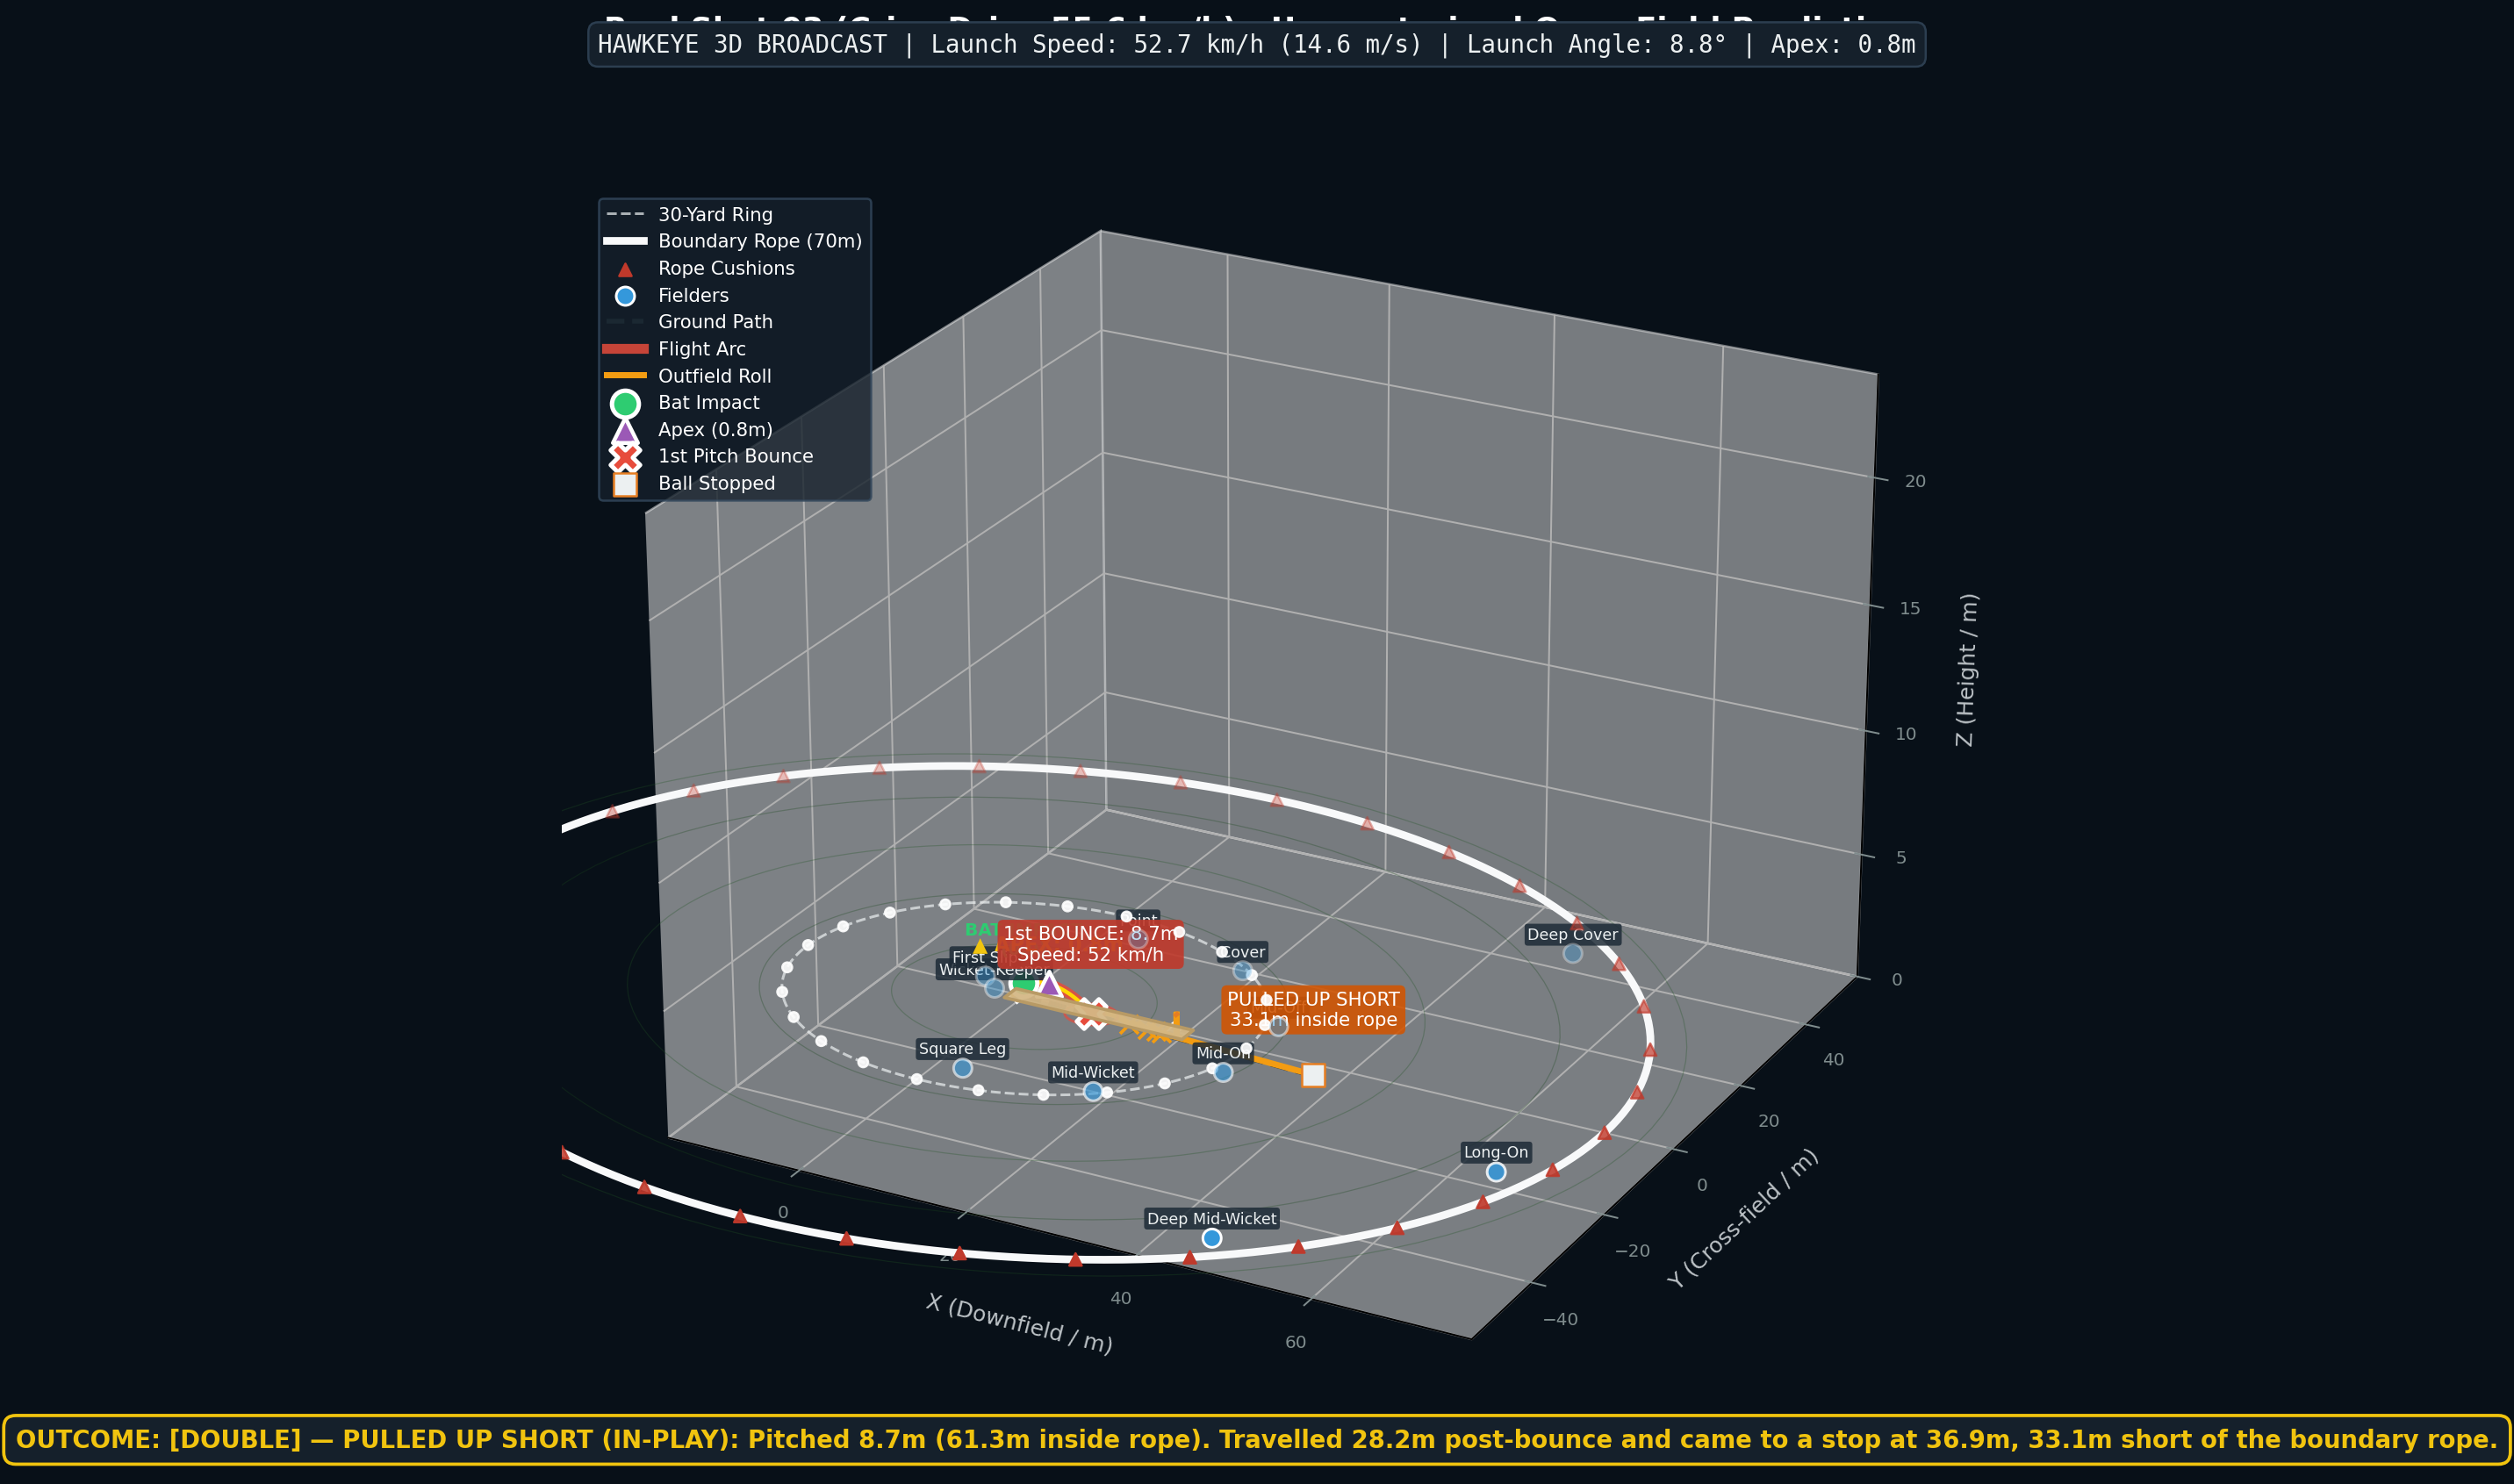 HAWKEYE 3D BROADCAST | Launch Speed: 52.7 km/h (14.6 m/s) | Launch Angle: 8.8° | Apex: 0.8m
30-Yard Ring
Boundary Rope (70m)
Rope Cushions
Fielders
Ground Path
Flight Arc
Outfield Roll
Bat Impact
Apex (0.8m)
1st Pitch Bounce
Ball Stopped
20
15
10
5
0
Z (Height / m)
Deep Cover
Cover
1st BOUNCE: 8.7m
Speed: 52 km/h
First
Wicket-Keeper
PULLED UP SHORT
33.1m inside rope
Square Leg
Mid-Wicket
Mid-On
Long-On
Deep Mid-Wicket
40
20
0
−20
−40
Y (Cross-field / m)
0
40
60
X (Downfield / m)
OUTCOME: [DOUBLE] — PULLED UP SHORT (IN-PLAY): Pitched 8.7m (61.3m inside rope). Travelled 28.2m post-bounce and came to a stop at 36.9m, 33.1m short of the boundary rope.